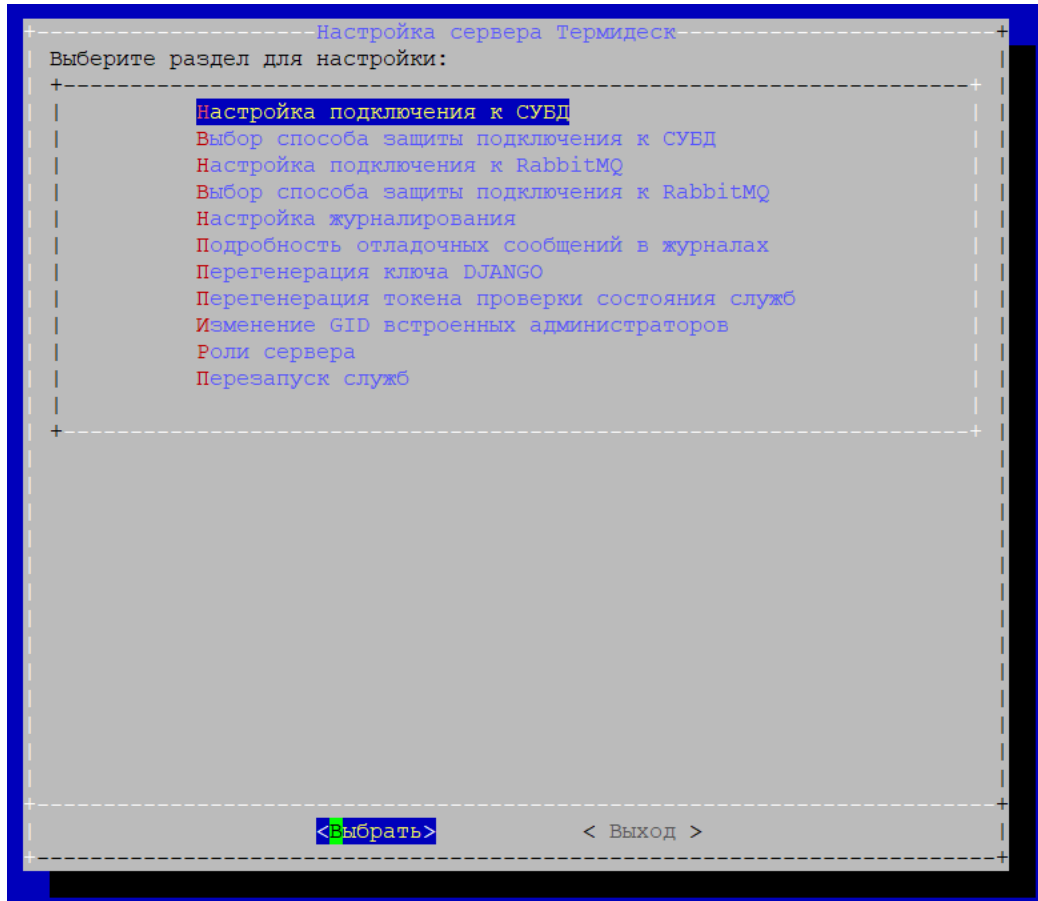 Настройка сервера Термидеск
Выберите раздел для настройки:
Настройка подключения к СУБД
Выбор способа защиты подключения к СУБД
Настройка подключения к RabbitMQ
Выбор способа защиты подключения к RabbitMQ
Настройка журналирования
Подробность отладочных сообщений в журналах
Перегенерация ключа DJANGO
Перегенерация токена проверки состояния служб
Изменение GID встроенных администраторов
Роли сервера
Перезапуск служб
<Выбрать> < Выход >